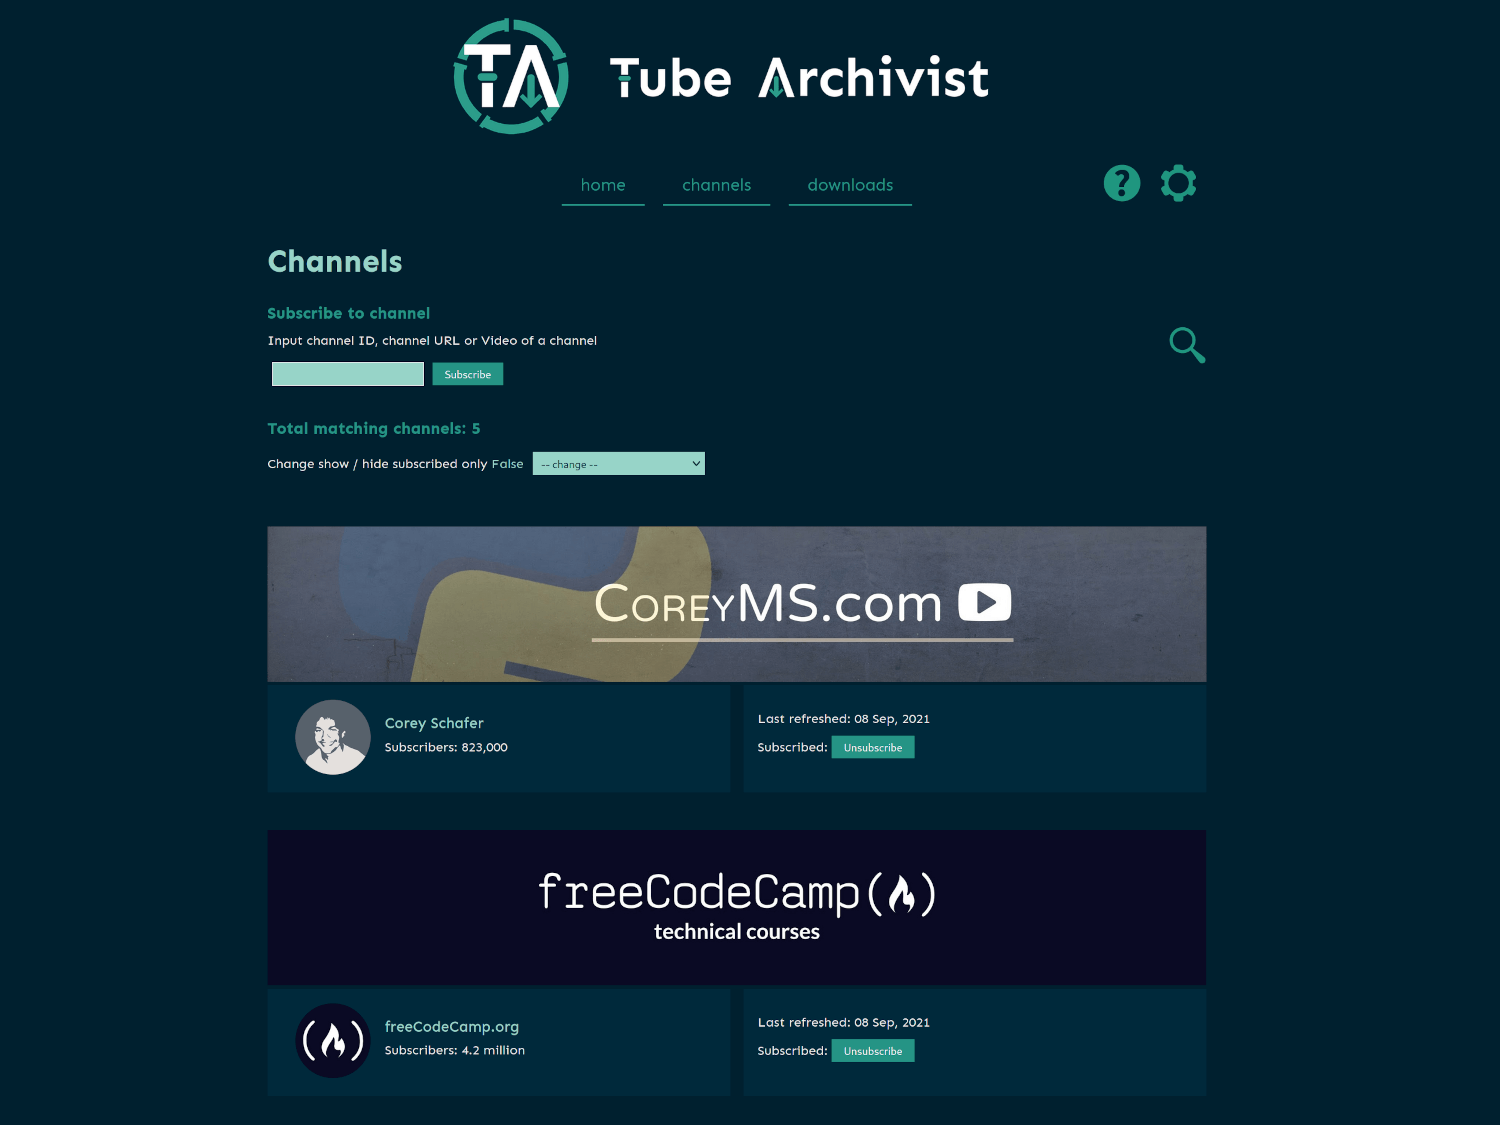 TA Tube Archivist
home channels downloads
?
Channels
Subscribe to channel
Input channel ID, channel URL or Video of a channel
Subscribe
Total matching channels: 5
Change show / hide subscribed only False -- change --
CoreyMS.com
Corey Schafer
Subscribers: 823,000
Last refreshed: 08 Sep, 2021
Subscribed: Unsubscribe
freeCodeCamp( )
technical courses
freeCodeCamp.org
Subscribers: 4.2 million
Last refreshed: 08 Sep, 2021
Subscribed: Unsubscribe